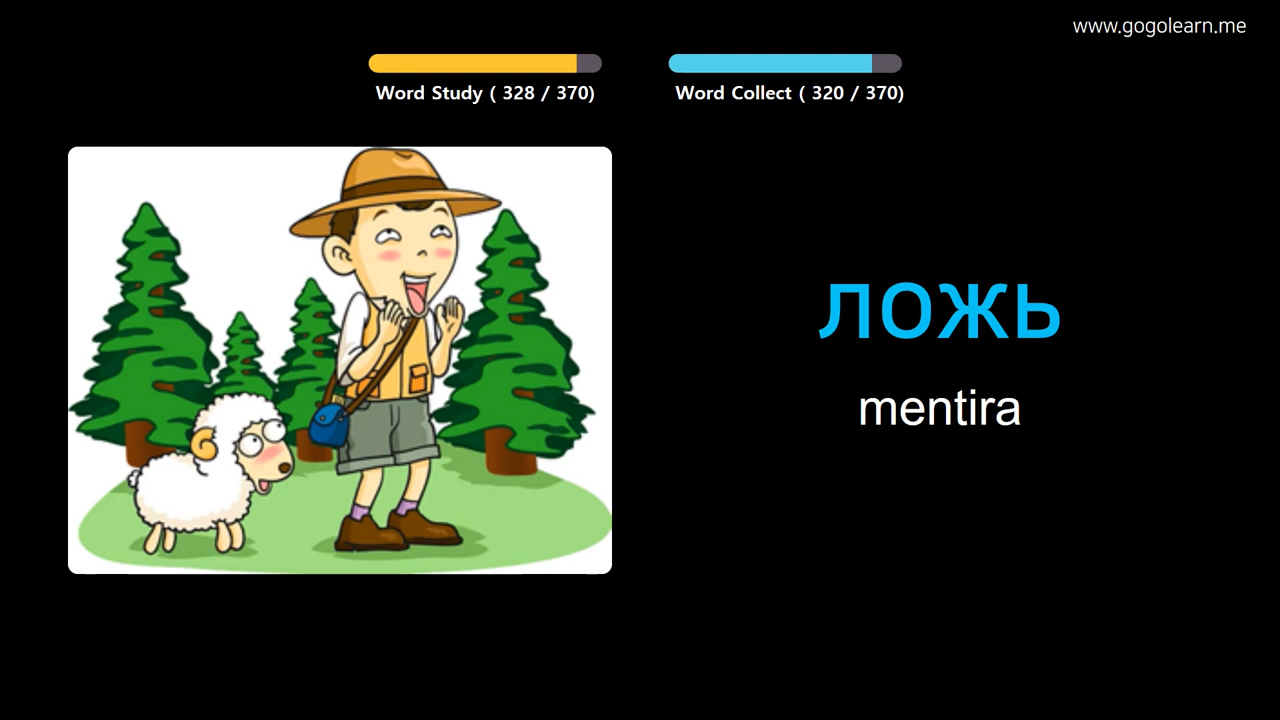 www.gogolearn.me
Word Study ( 328 / 370)
Word Collect ( 320 / 370)
ложь
mentira